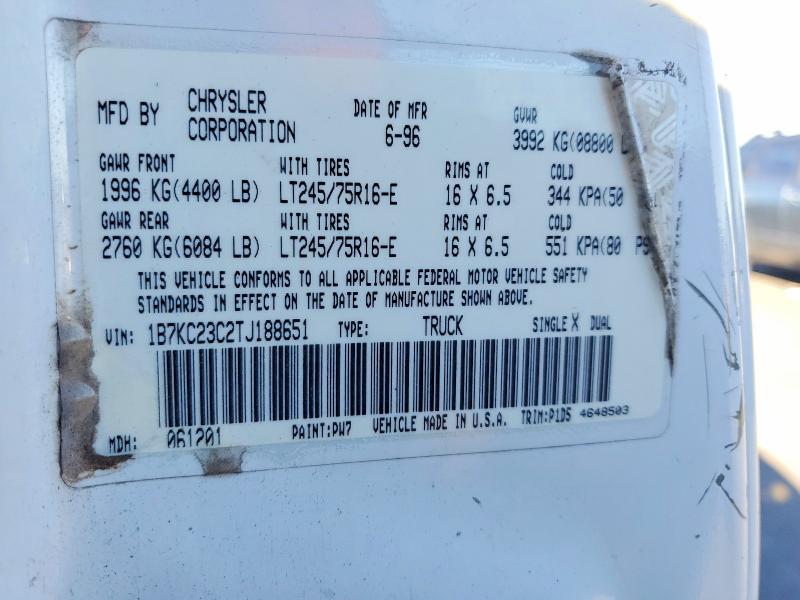 MFD BY CHRYSLER CORPORATION DATE OF MFR 6-96 GVWR 3992 KG(08800
GAWR FRONT WITH TIRES RIMS AT COLD
1996 KG(4400 LB) LT245/75R16-E 16 X 6.5 344 KPA(50
GAWR REAR WITH TIRES RIMS AT COLD
2760 KG(6084 LB) LT245/75R16-E 16 X 6.5 551 KPA(80 PS
THIS VEHICLE CONFORMS TO ALL APPLICABLE FEDERAL MOTOR VEHICLE SAFETY
STANDARDS IN EFFECT ON THE DATE OF MANUFACTURE SHOWN ABOVE.
VIN: 1B7KC23C2TJ188651 TYPE: TRUCK SINGLE X DUAL
MDH: 061201 PAINT:PW7 VEHICLE MADE IN U.S.A. TRIM:P1D5 4648503